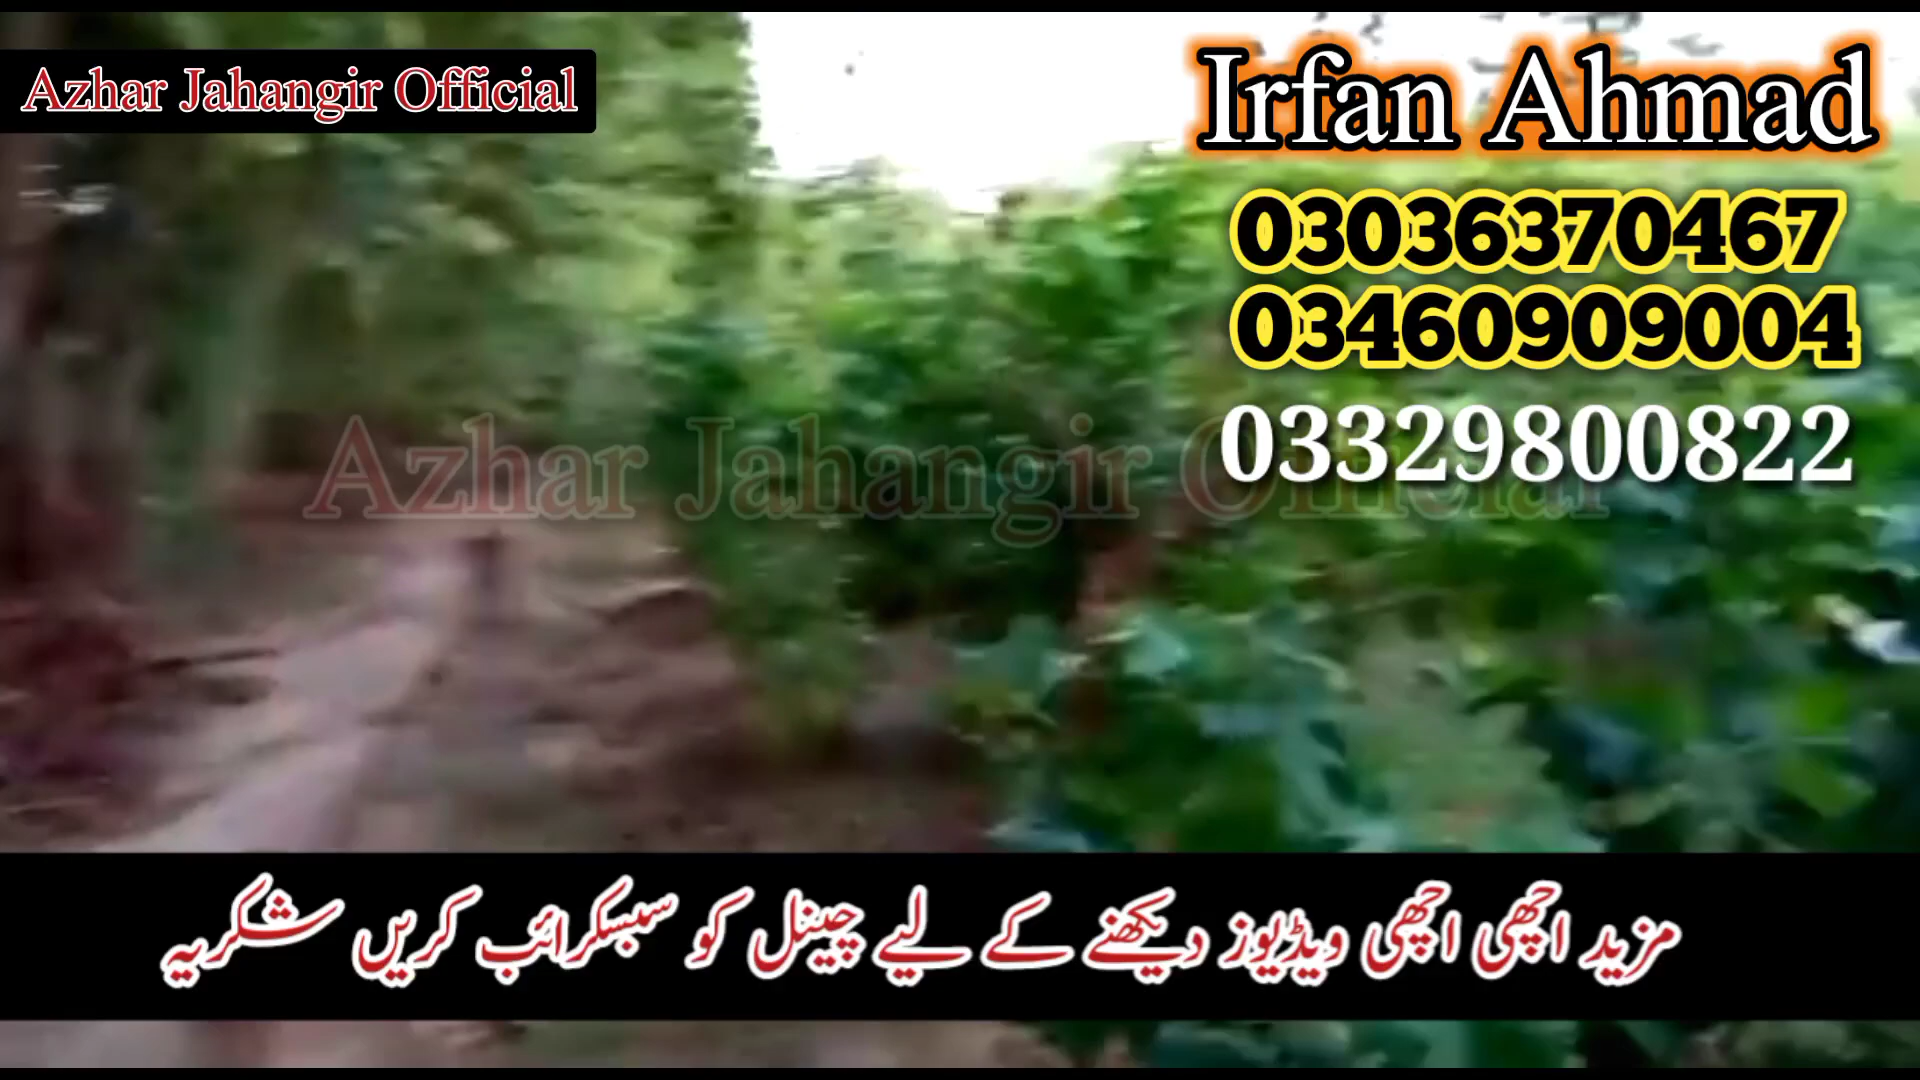 Azhar Jahangir Official
Irfan Ahmad
03036370467
03460909004
03329800822
Azhar Jahangir Official
مزید اچھی اچھی ویڈیوز دیکھنے کے لیے چینل کو سبسکرائب کریں شکریہ